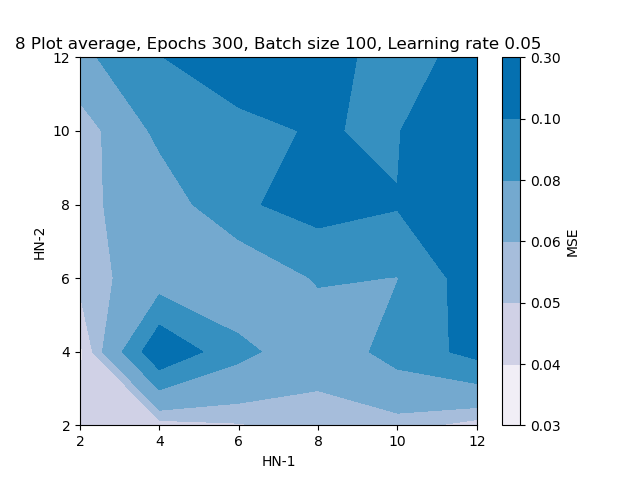 8 Plot average, Epochs 300, Batch size 100, Learning rate 0.05
12
10
8
6
4
2
HN-2
2 4 6 8 10 12
HN-1
0.30
0.10
0.08
0.06
0.05
0.04
0.03
MSE